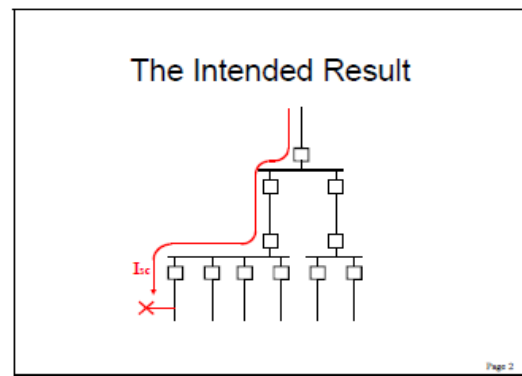 The Intended Result
Isc
Page 2